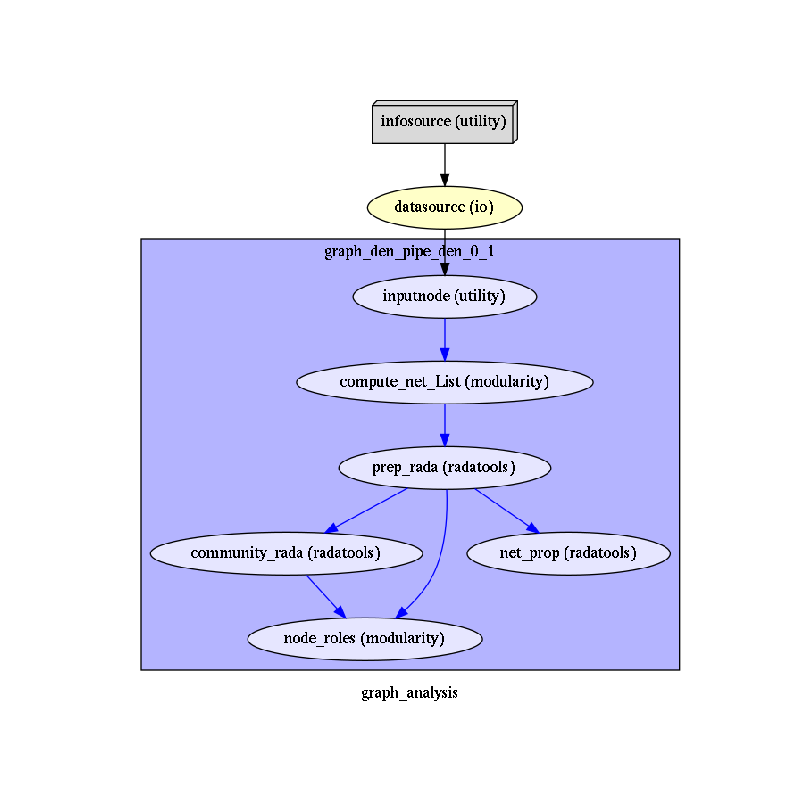 infosource (utility)
datasource (io)
graph_den_pipe_den_0_1
inputnode (utility)
compute_net_List (modularity)
prep_rada (radatools)
community_rada (radatools)
net_prop (radatools)
node_roles (modularity)
graph_analysis